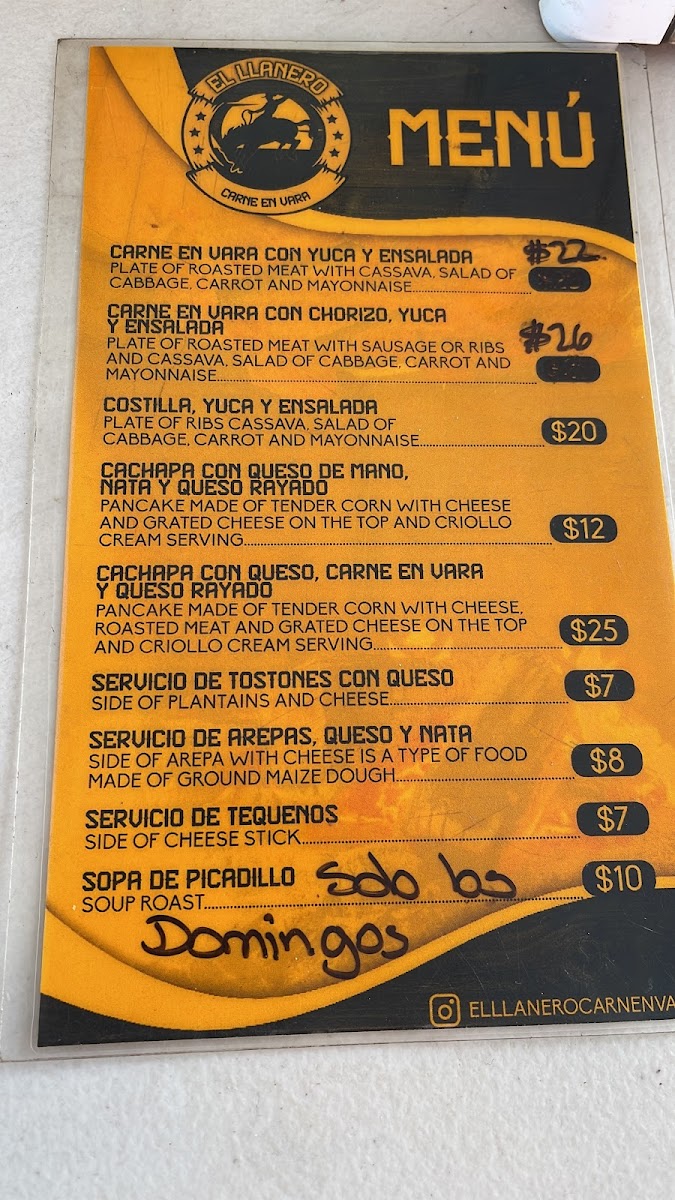 EL LLANERO
CARNE EN VARA
MENÚ
CARNE EN VARA CON YUCA Y ENSALADA $22
PLATE OF ROASTED MEAT WITH CASSAVA, SALAD OF
CABBAGE, CARROT AND MAYONNAISE
CARNE EN VARA CON CHORIZO, YUCA
Y ENSALADA $26
PLATE OF ROASTED MEAT WITH SAUSAGE OR RIBS
AND CASSAVA, SALAD OF CABBAGE, CARROT AND
MAYONNAISE
COSTILLA, YUCA Y ENSALADA
PLATE OF RIBS CASSAVA, SALAD OF
CABBAGE, CARROT AND MAYONNAISE $20
CACHAPA CON QUESO DE MANO,
NATA Y QUESO RAYADO
PANCAKE MADE OF TENDER CORN WITH CHEESE
AND GRATED CHEESE ON THE TOP AND CRIOLLO
CREAM SERVING $12
CACHAPA CON QUESO, CARNE EN VARA
Y QUESO RAYADO
PANCAKE MADE OF TENDER CORN WITH CHEESE,
ROASTED MEAT AND GRATED CHEESE ON THE TOP
AND CRIOLLO CREAM SERVING $25
SERVICIO DE TOSTONES CON QUESO
SIDE OF PLANTAINS AND CHEESE $7
SERVICIO DE AREPAS, QUESO Y NATA
SIDE OF AREPA WITH CHEESE IS A TYPE OF FOOD
MADE OF GROUND MAIZE DOUGH $8
SERVICIO DE TEQUENOS
SIDE OF CHEESE STICK $7
SOPA DE PICADILLO Solo los
SOUP ROAST $10
Domingos
ELLLANEROCARNENVA